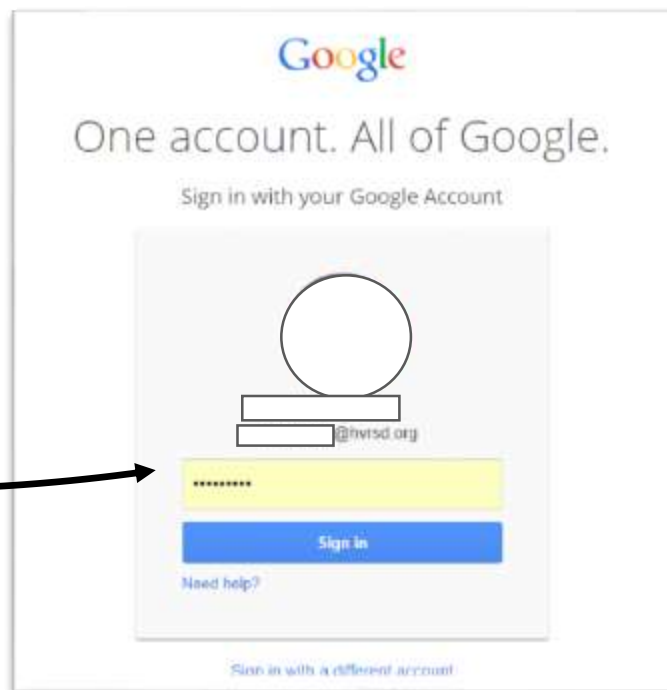 Google
One account. All of Google.
Sign in with your Google Account
@hvrsd.org
•••••••••
Sign in
Need help?
Sign in with a different account